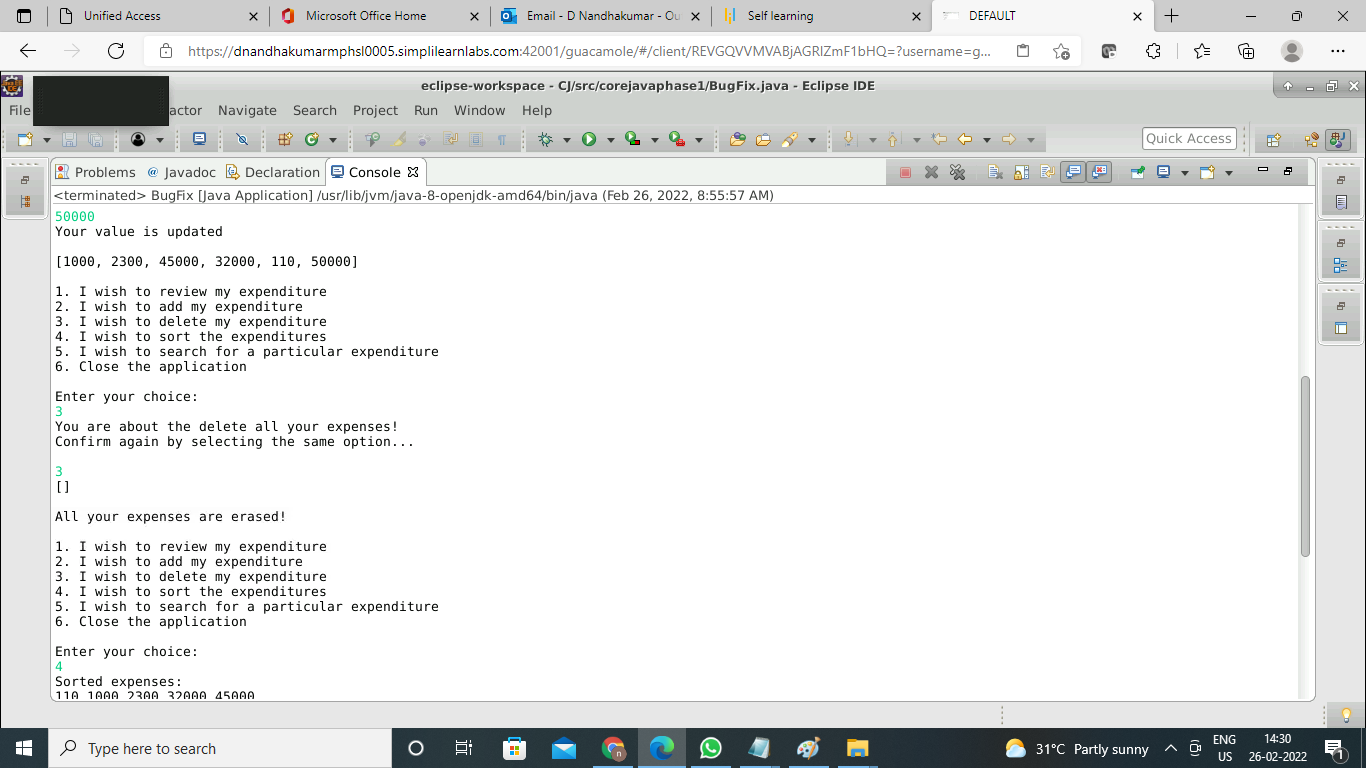 Unified Access
Microsoft Office Home
Email - D Nandhakumar - Ou
Self learning
DEFAULT
https://dnandhakumarmphsl0005.simplilearnlabs.com:42001/guacamole/#/client/REVGQVVMVABjAGRlZmF1bHQ=?username=g...
eclipse-workspace - CJ/src/corejavaphase1/BugFix.java - Eclipse IDE
File actor Navigate Search Project Run Window Help
Quick Access
Problems @ Javadoc Declaration Console
<terminated> BugFix [Java Application] /usr/lib/jvm/java-8-openjdk-amd64/bin/java (Feb 26, 2022, 8:55:57 AM)
50000
Your value is updated
[1000, 2300, 45000, 32000, 110, 50000]
1. I wish to review my expenditure
2. I wish to add my expenditure
3. I wish to delete my expenditure
4. I wish to sort the expenditures
5. I wish to search for a particular expenditure
6. Close the application
Enter your choice:
3
You are about the delete all your expenses!
Confirm again by selecting the same option...
3
[]
All your expenses are erased!
1. I wish to review my expenditure
2. I wish to add my expenditure
3. I wish to delete my expenditure
4. I wish to sort the expenditures
5. I wish to search for a particular expenditure
6. Close the application
Enter your choice:
4
Sorted expenses:
110 1000 2300 32000 45000
Type here to search
31°C Partly sunny
ENG
US
14:30
26-02-2022
1